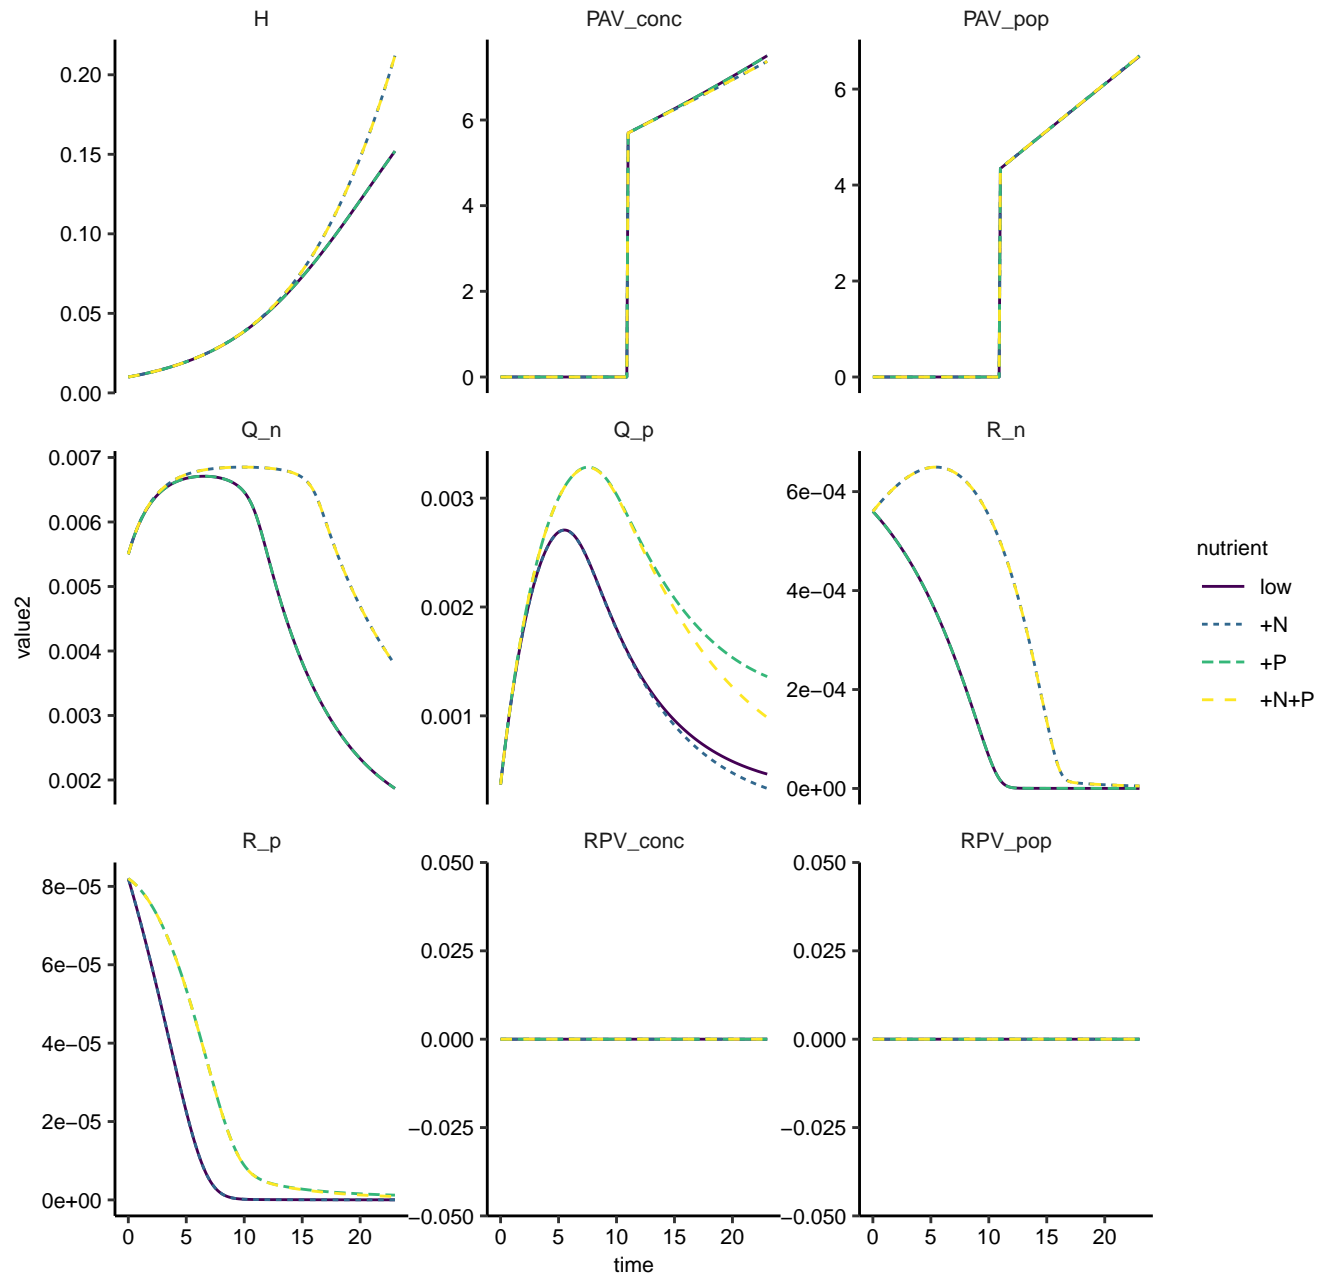 H
PAV_conc
PAV_pop
0.20
0.15
0.10
0.05
0.00
6
4
2
0
6
4
2
0
Q_n
Q_p
R_n
value2
0.007
0.006
0.005
0.004
0.003
0.002
0.003
0.002
0.001
6e−04
4e−04
2e−04
0e+00
nutrient
low
+N
+P
+N+P
R_p
RPV_conc
RPV_pop
8e−05
6e−05
4e−05
2e−05
0e+00
0.050
0.025
0.000
−0.025
−0.050
0.050
0.025
0.000
−0.025
−0.050
0 5 10 15 20
0 5 10 15 20
0 5 10 15 20
time